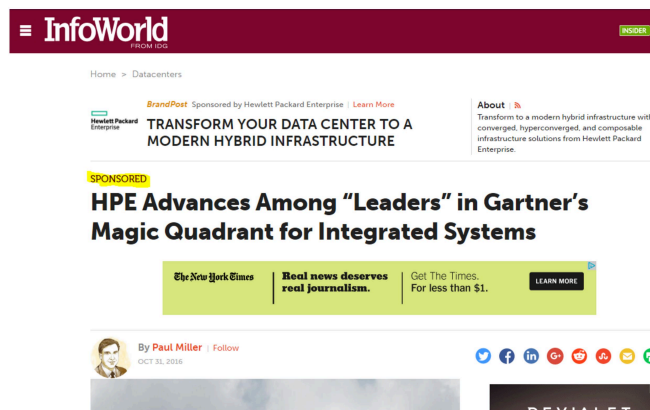 InfoWorld
FROM IDG
INSIDER
Home > Datacenters
BrandPost Sponsored by Hewlett Packard Enterprise | Learn More
Hewlett Packard
Enterprise
TRANSFORM YOUR DATA CENTER TO A
MODERN HYBRID INFRASTRUCTURE
About |
Transform to a modern hybrid infrastructure with
converged, hyperconverged, and composable
infrastructure solutions from Hewlett Packard
Enterprise.
SPONSORED
HPE Advances Among “Leaders” in Gartner’s
Magic Quadrant for Integrated Systems
The New York Times
Real news deserves
real journalism.
Get The Times.
For less than $1.
LEARN MORE
By Paul Miller | Follow
OCT 31, 2016
DEVIALET